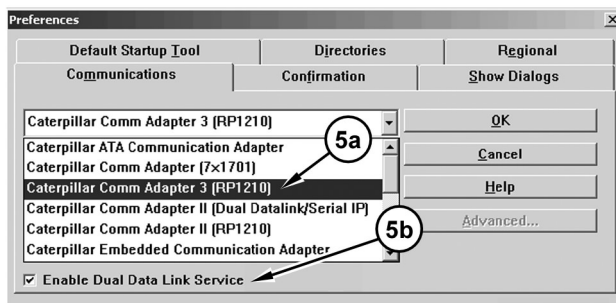 Preferences
Default Startup Tool
Directories
Regional
Communications
Confirmation
Show Dialogs
Caterpillar Comm Adapter 3 (RP1210)
Caterpillar ATA Communication Adapter
Caterpillar Comm Adapter (7×1701)
Caterpillar Comm Adapter 3 (RP1210)
Caterpillar Comm Adapter II (Dual Datalink/Serial IP)
Caterpillar Comm Adapter II (RP1210)
Caterpillar Embedded Communication Adapter
Enable Dual Data Link Service
5a
5b
OK
Cancel
Help
Advanced...